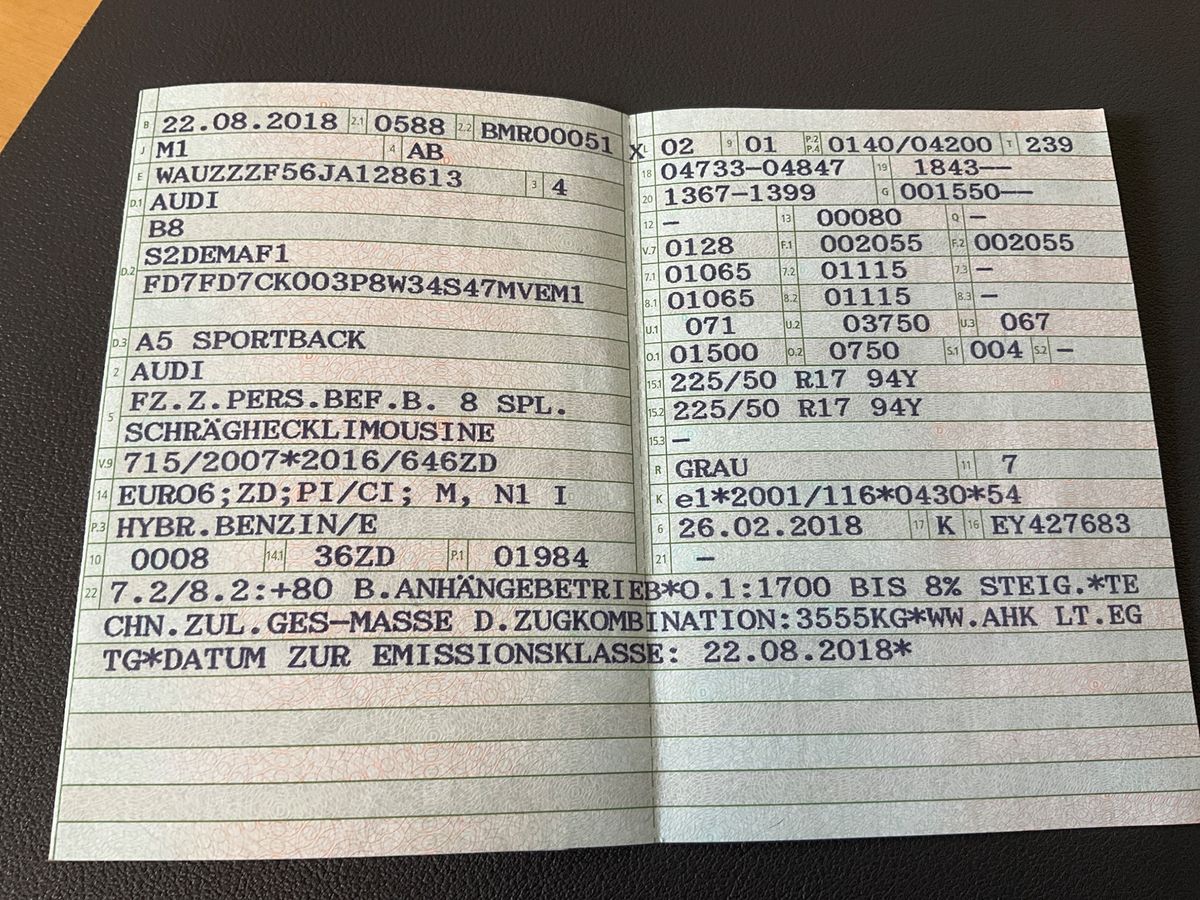 B 22.08.2018 2.1 0588 2.2 BMR00051 X
J M1 4 AB
E WAUZZZF56JA128613 3 4
D.1 AUDI
B8
D.2 S2DEMAF1
FD7FD7CK003P8W34S47MVEM1
D.3 A5 SPORTBACK
2 AUDI
5 FZ.Z.PERS.BEF.B. 8 SPL.
SCHRÄGHECKLIMOUSINE
V.9 715/2007*2016/646ZD
14 EURO6;ZD;PI/CI; M, N1 I
P.3 HYBR.BENZIN/E
10 0008 14.1 36ZD P.1 01984
L 02 9 01 P.2 P.4 0140/04200 T 239
18 04733-04847 19 1843--
20 1367-1399 G 001550--
12 - 13 00080 Q -
V.7 0128 F.1 002055 F.2 002055
7.1 01065 7.2 01115 7.3 -
8.1 01065 8.2 01115 8.3 -
U.1 071 U.2 03750 U.3 067
O.1 01500 O.2 0750 S.1 004 S.2 -
15.1 225/50 R17 94Y
15.2 225/50 R17 94Y
15.3 -
R GRAU 11 7
K e1*2001/116*0430*54
6 26.02.2018 17 K 16 EY427683
21 -
22 7.2/8.2:+80 B.ANHÄNGEBETRIEB*O.1:1700 BIS 8% STEIG.*TE
CHN.ZUL.GES-MASSE D.ZUGKOMBINATION:3555KG*WW.AHK LT.EG
TG*DATUM ZUR EMISSIONSKLASSE: 22.08.2018*